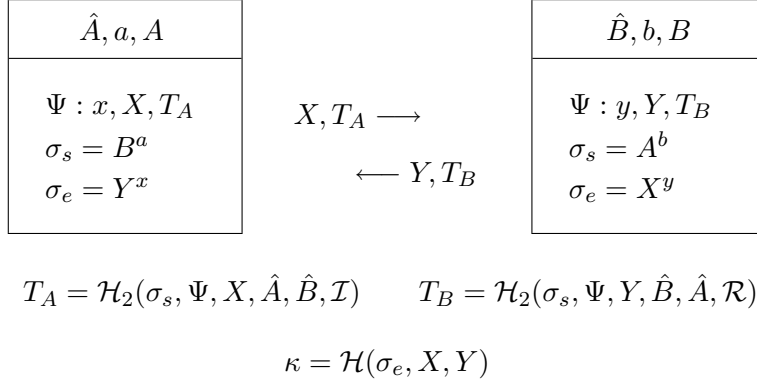 Â, a, A
Ψ : x, X, T_A
σ_s = B^a
σ_e = Y^x
X, T_A ⟶
⟵ Y, T_B
B̂, b, B
Ψ : y, Y, T_B
σ_s = A^b
σ_e = X^y
T_A = ℋ_2(σ_s, Ψ, X, Â, B̂, ℐ)
T_B = ℋ_2(σ_s, Ψ, Y, B̂, Â, ℛ)
κ = ℋ(σ_e, X, Y)